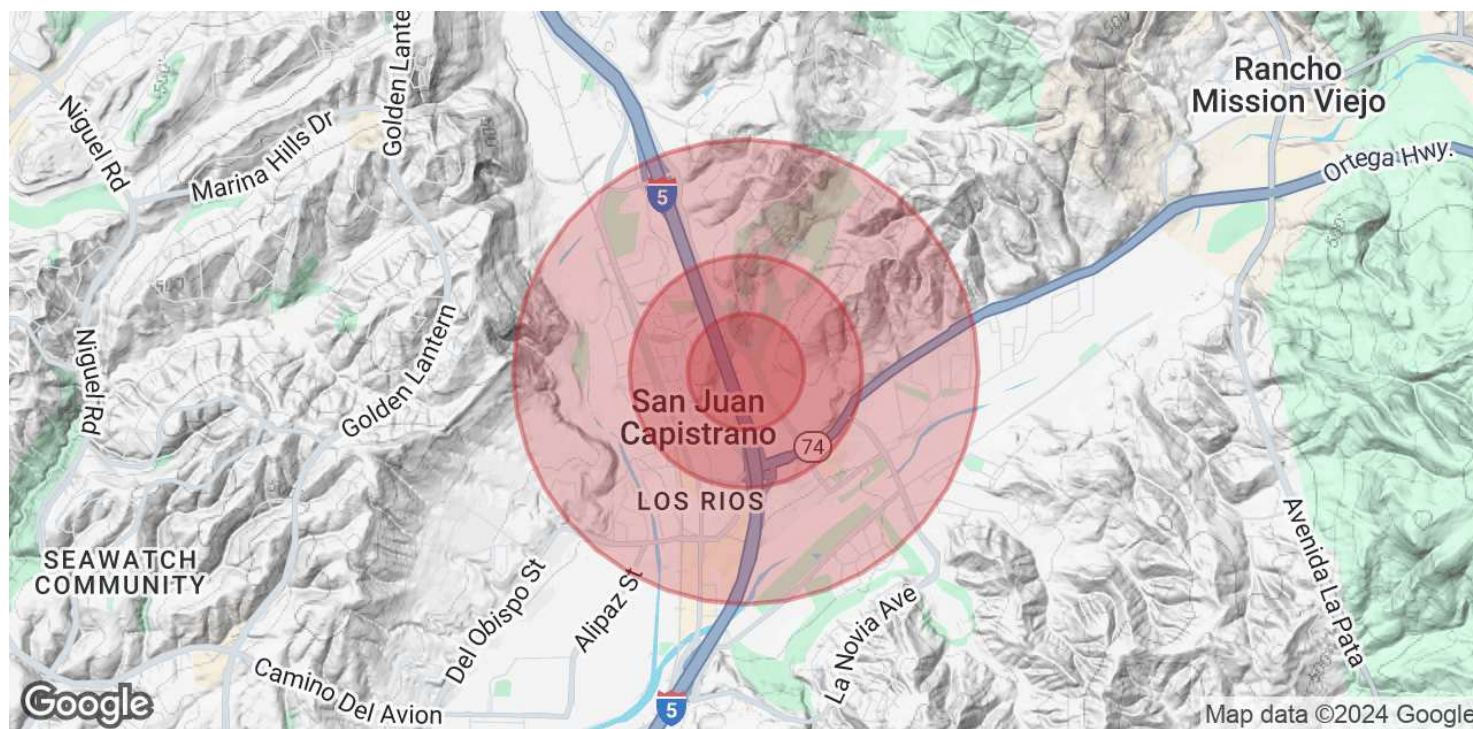 Golden Lante
Niguel Rd
Marina Hills Dr
500
Rancho
Mission Viejo
Ortega Hwy.
5
Niguel Rd
Golden Lantern
San Juan
Capistrano
74
LOS RIOS
SEAWATCH
COMMUNITY
Del Obispo St
Alipaz St
La Novia Ave
Avenida La Pata
Camino Del Avion
5
Google
Map data ©2024 Google